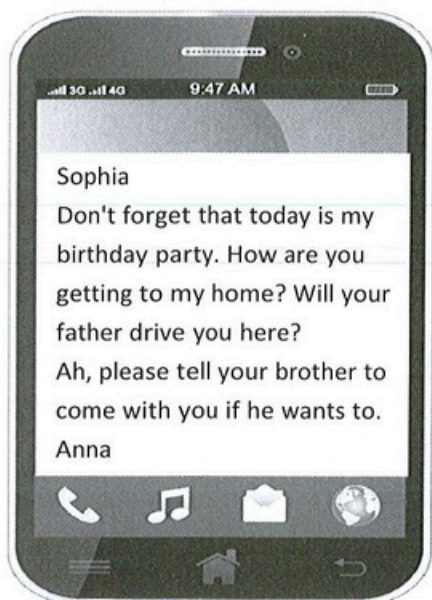 3G 4G 9:47 AM
Sophia
Don't forget that today is my
birthday party. How are you
getting to my home? Will your
father drive you here?
Ah, please tell your brother to
come with you if he wants to.
Anna